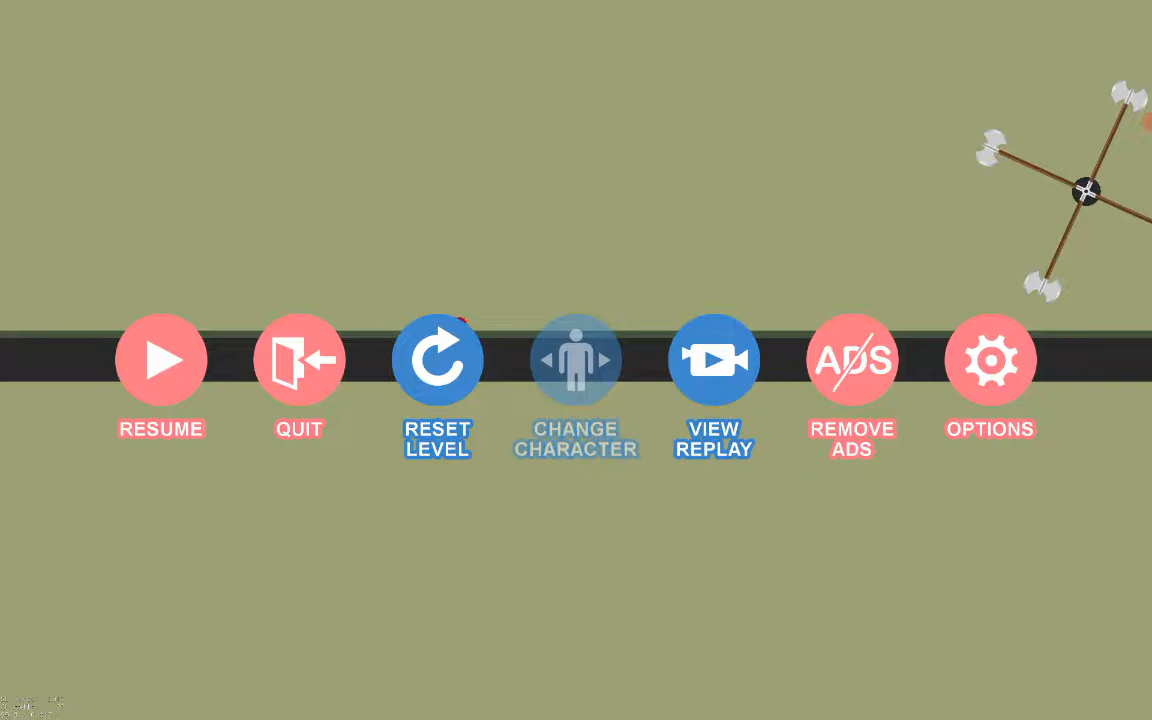 ADS
RESUME
QUIT
RESET
LEVEL
CHANGE
CHARACTER
VIEW
REPLAY
REMOVE
ADS
OPTIONS